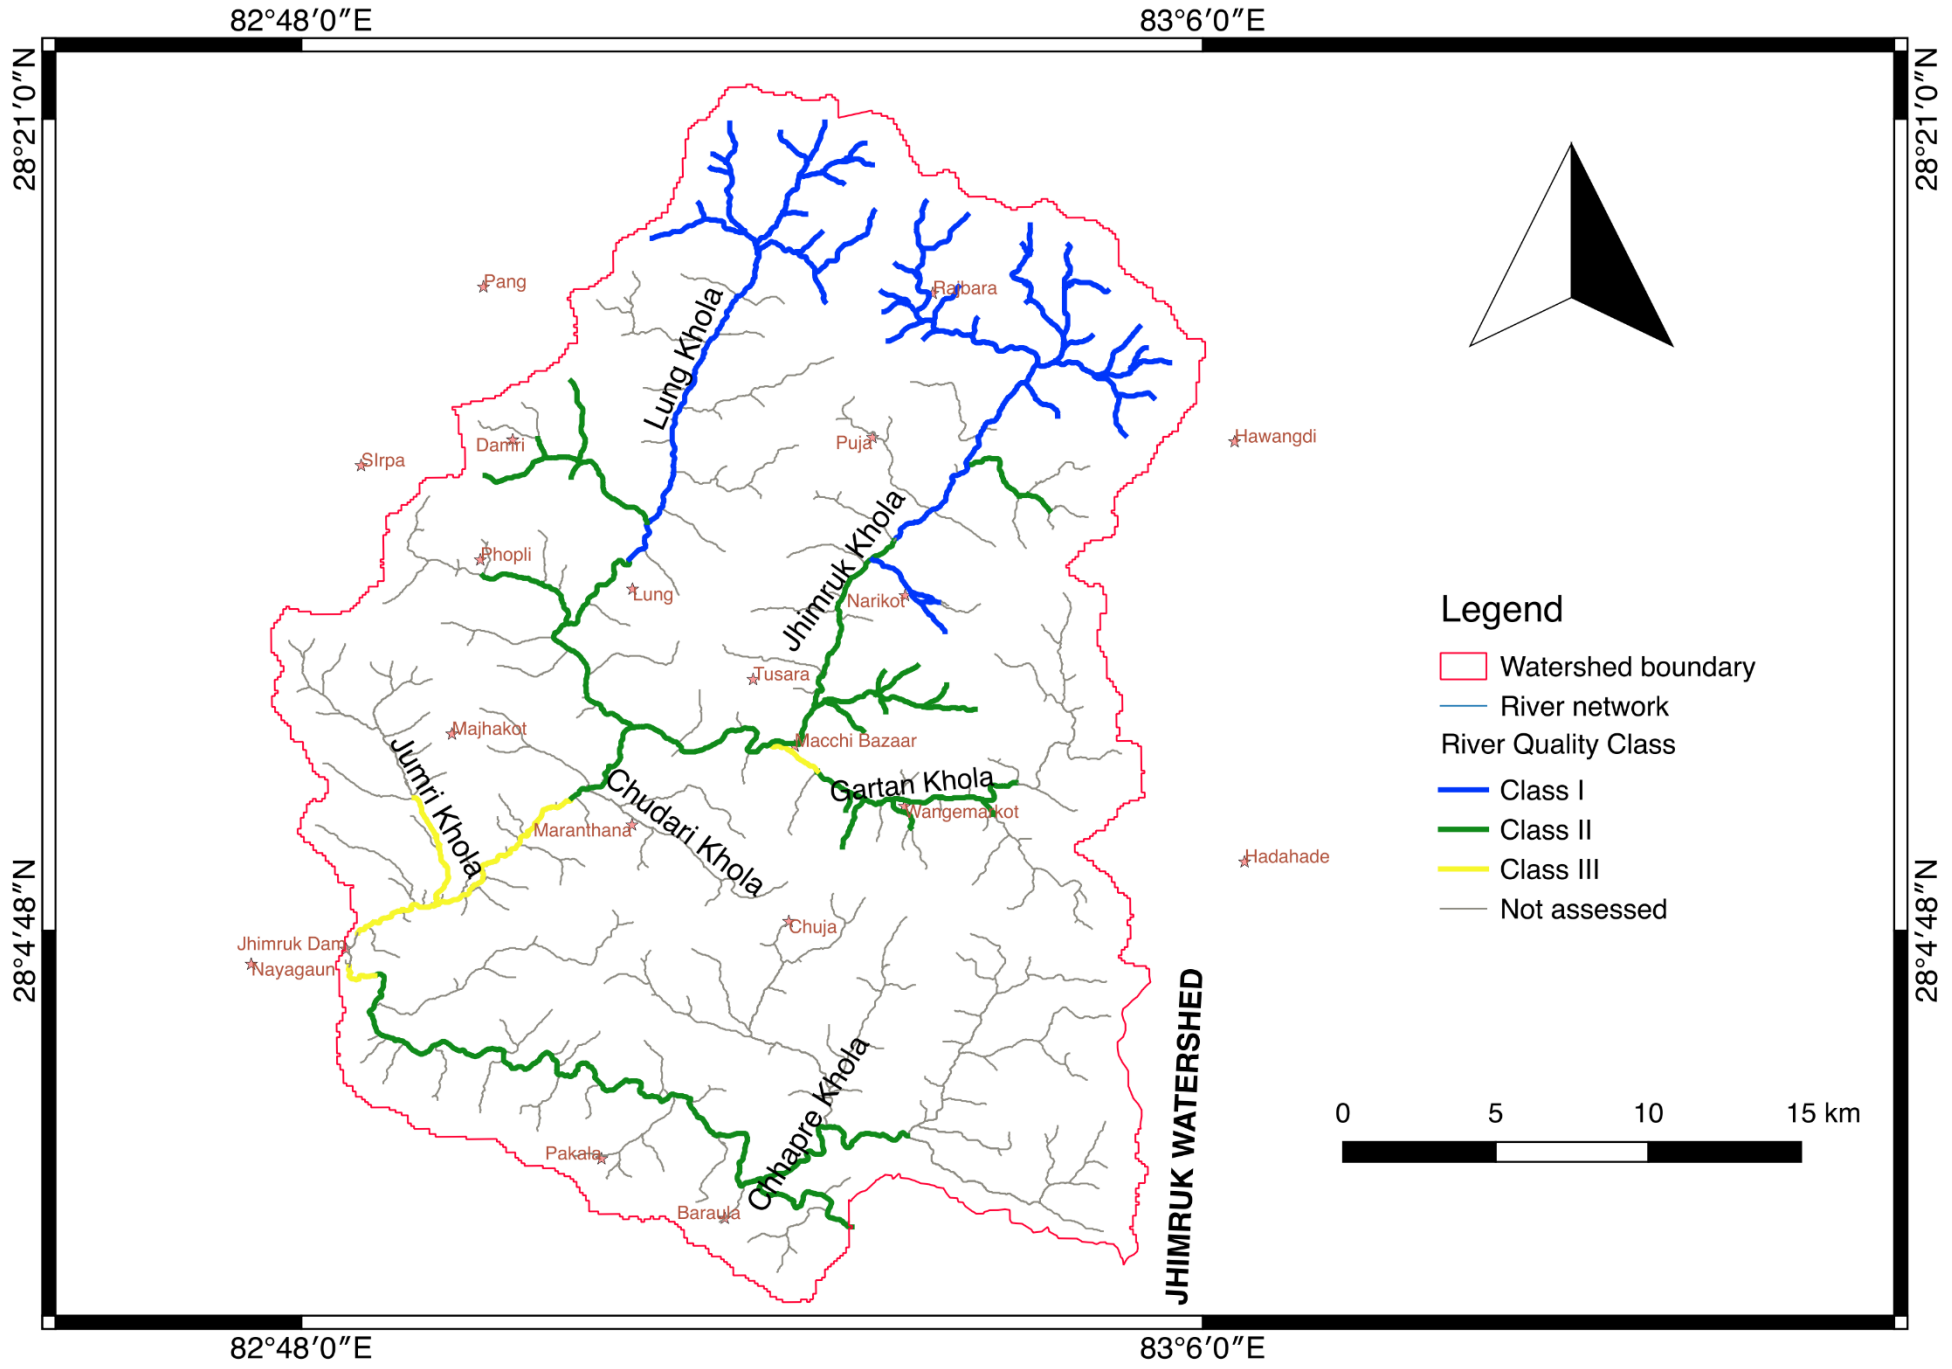 82°48'0"E
83°6'0"E
28°21'0"N
28°21'0"N
Pang
Rajbara
Lung Khola
Damri
SIrpa
Puja
Hawangdi
Jhimruk Khola
Phopli
Lung
Narikot
Tusara
Majhakot
Macchi Bazaar
Jumri Khola
Chudari Khola
Gartan Khola
Wangemarkot
Maranthana
Hadahade
Chuja
Jhimruk Dam
Nayagaun
Chhapre Khola
Pakala
Baraula
JHIMRUK WATERSHED
Legend
Watershed boundary
River network
River Quality Class
Class I
Class II
Class III
Not assessed
0 5 10 15 km
28°4'48"N
28°4'48"N
82°48'0"E
83°6'0"E